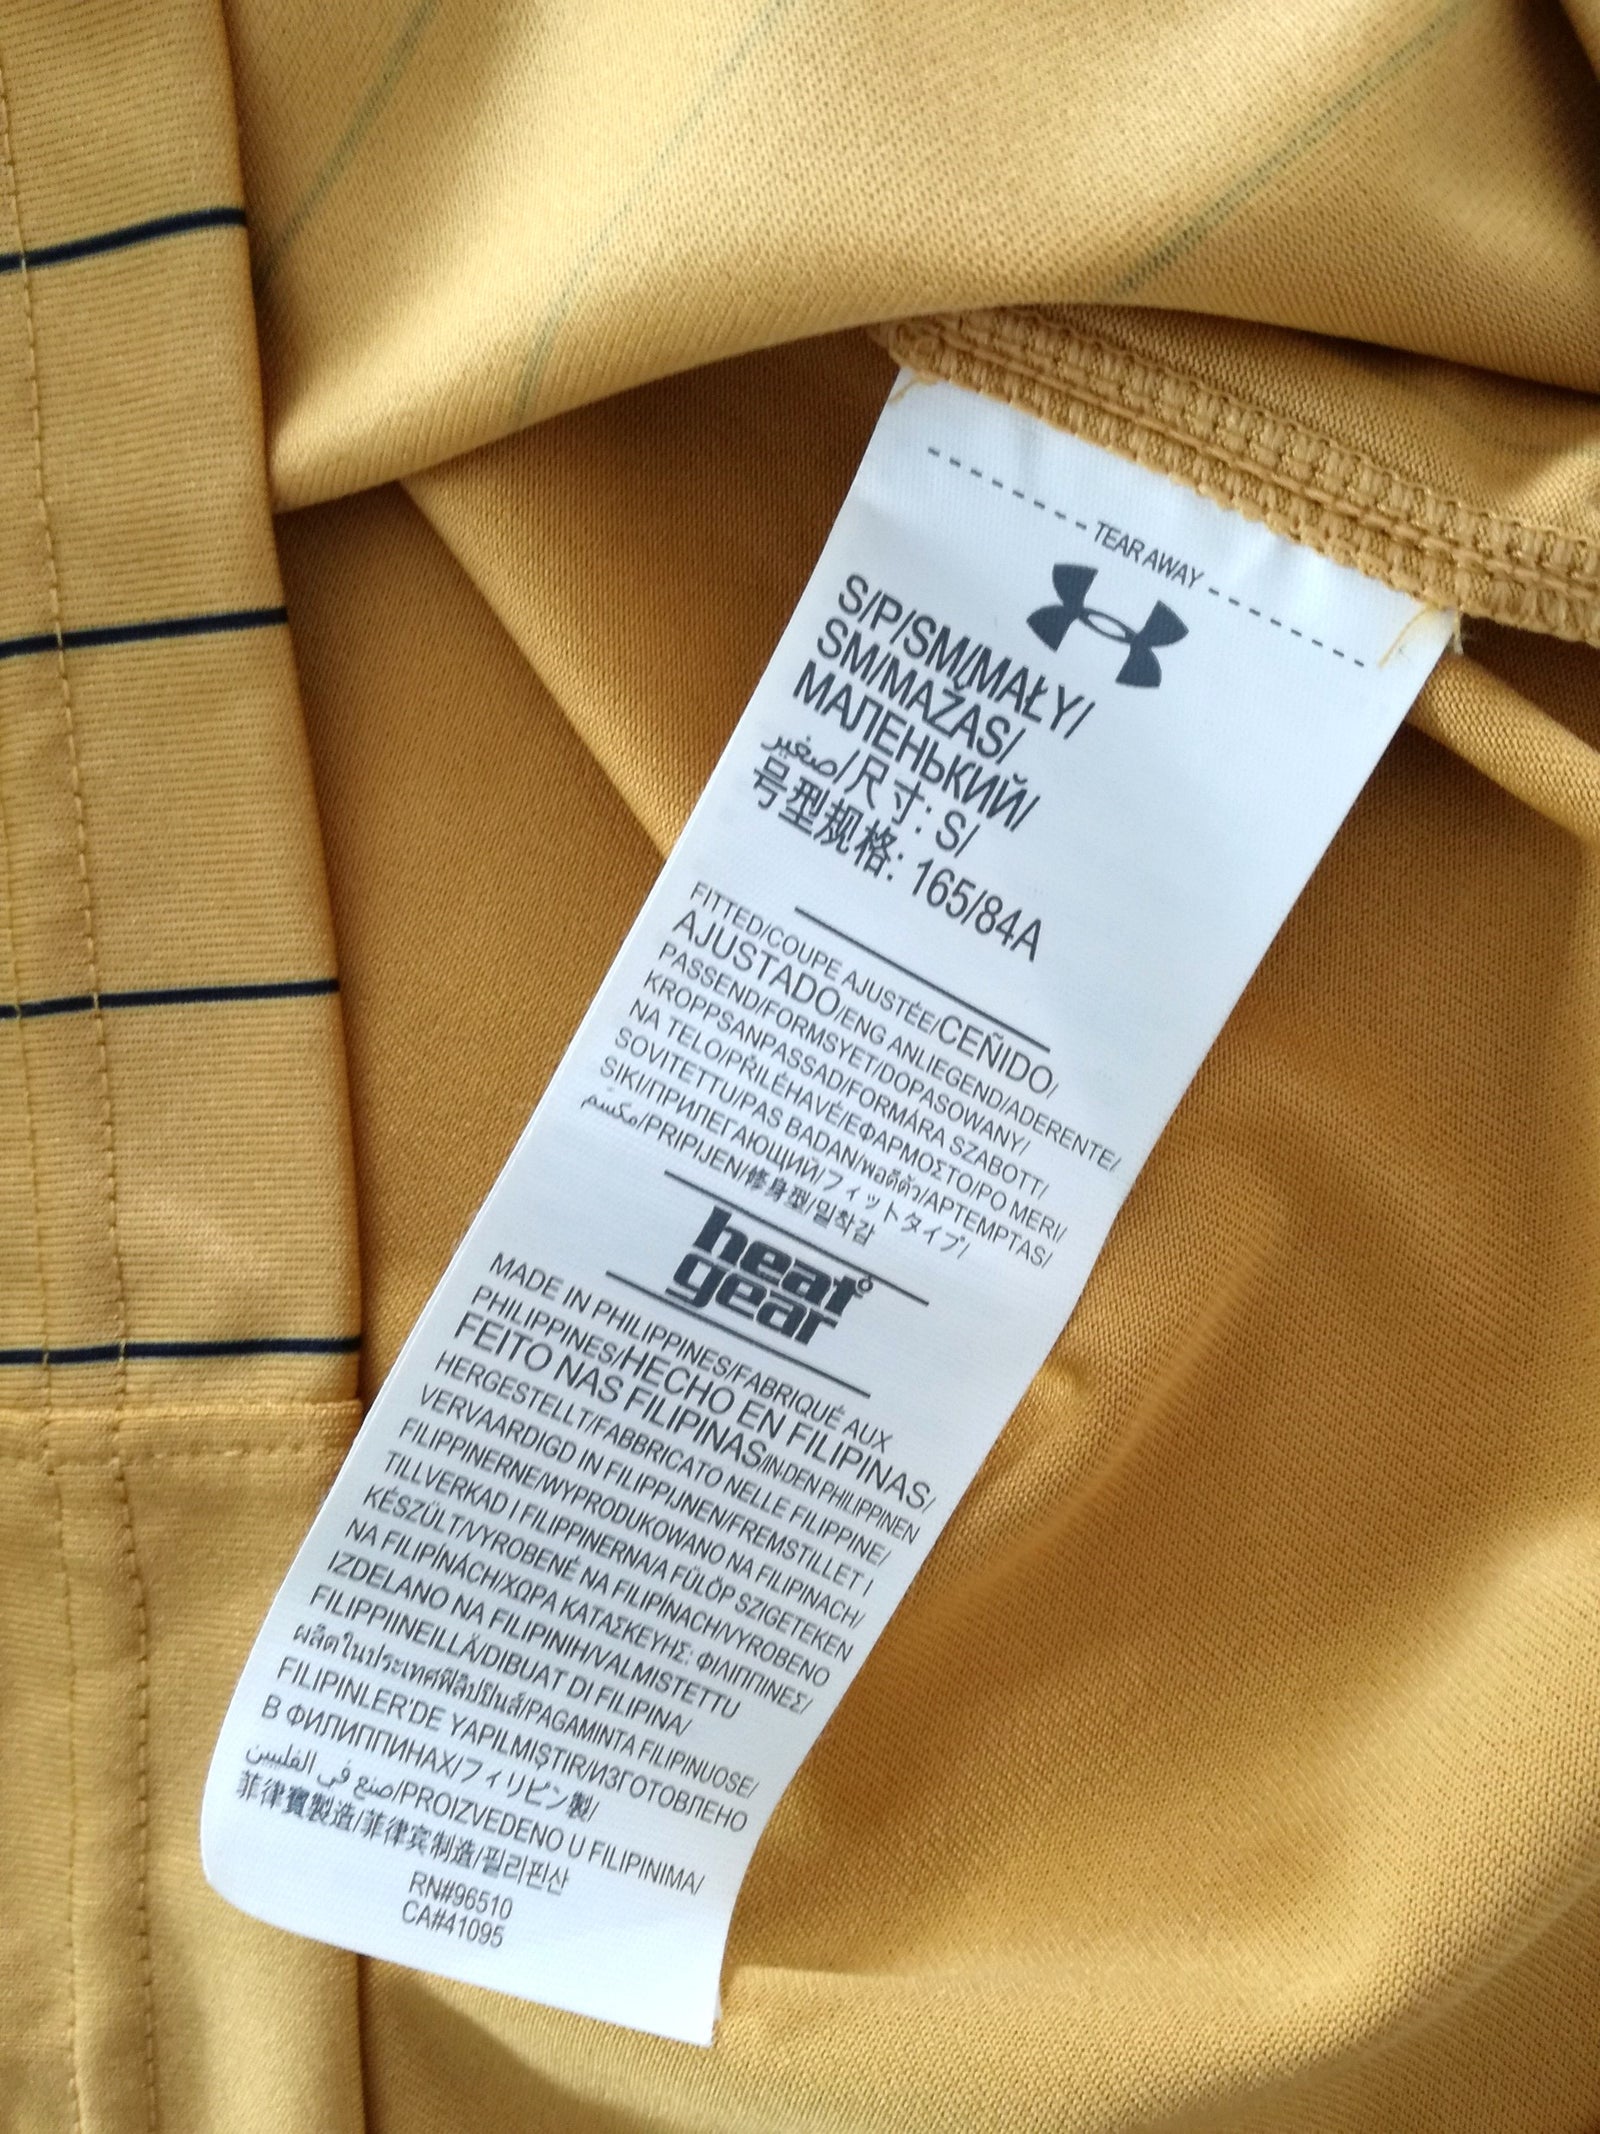 TEAR AWAY
S/P/SM/MAŁY/
SM/MAŽAS/
МАЛЕНЬКИЙ/
صغير/尺寸: S/
号型规格: 165/84A
FITTED/COUPE AJUSTÉE/CEÑIDO/
AJUSTADO/ENG ANLIEGEND/ADERENTE/
PASSEND/FORMSYET/DOPASOWANY/
KROPPSANPASSAD/FORMÁRA SZABOTT/
NA TELO/PŘILÉHAVÉ/ΕΦΑΡΜΟΣΤΟ/PO MERI/
SOVITETTU/PAS BADAN/พอดีตัว/APTEMPTAS/
SIKI/ПРИЛЕГАЮЩИЙ/フィットタイプ/
مكسم/PRIPIJEN/修身型/밀착감
heat
gear
MADE IN PHILIPPINES/FABRIQUÉ AUX
PHILIPPINES/HECHO EN FILIPINAS/
FEITO NAS FILIPINAS/IN DEN PHILIPPINEN
HERGESTELLT/FABBRICATO NELLE FILIPPINE/
VERVAARDIGD IN FILIPPIJNEN/FREMSTILLET I
FILIPPINERNE/WYPRODUKOWANO NA FILIPINACH/
TILLVERKAD I FILIPPINERNA/A FÜLÖP SZIGETEKEN
KÉSZÜLT/VYROBENÉ NA FILIPÍNACH/VYROBENO
NA FILIPÍNÁCH/ΧΩΡΑ ΚΑΤΑΣΚΕΥΗΣ: ΦΙΛΙΠΠΙΝΕΣ/
IZDELANO NA FILIPINIH/VALMISTETTU
FILIPPIINEILLÄ/DIBUAT DI FILIPINA/
ผลิตในประเทศฟิลิปปินส์/PAGAMINTA FILIPINUOSE/
FILIPINLER'DE YAPILMIŞTIR/ИЗГОТОВЛЕНО
В ФИЛИППИНАХ/フィリピン製/
صنع في الفلبين/PROIZVEDENO U FILIPINIMA/
菲律賓製造/菲律宾制造/필리핀산
RN#96510
CA#41095